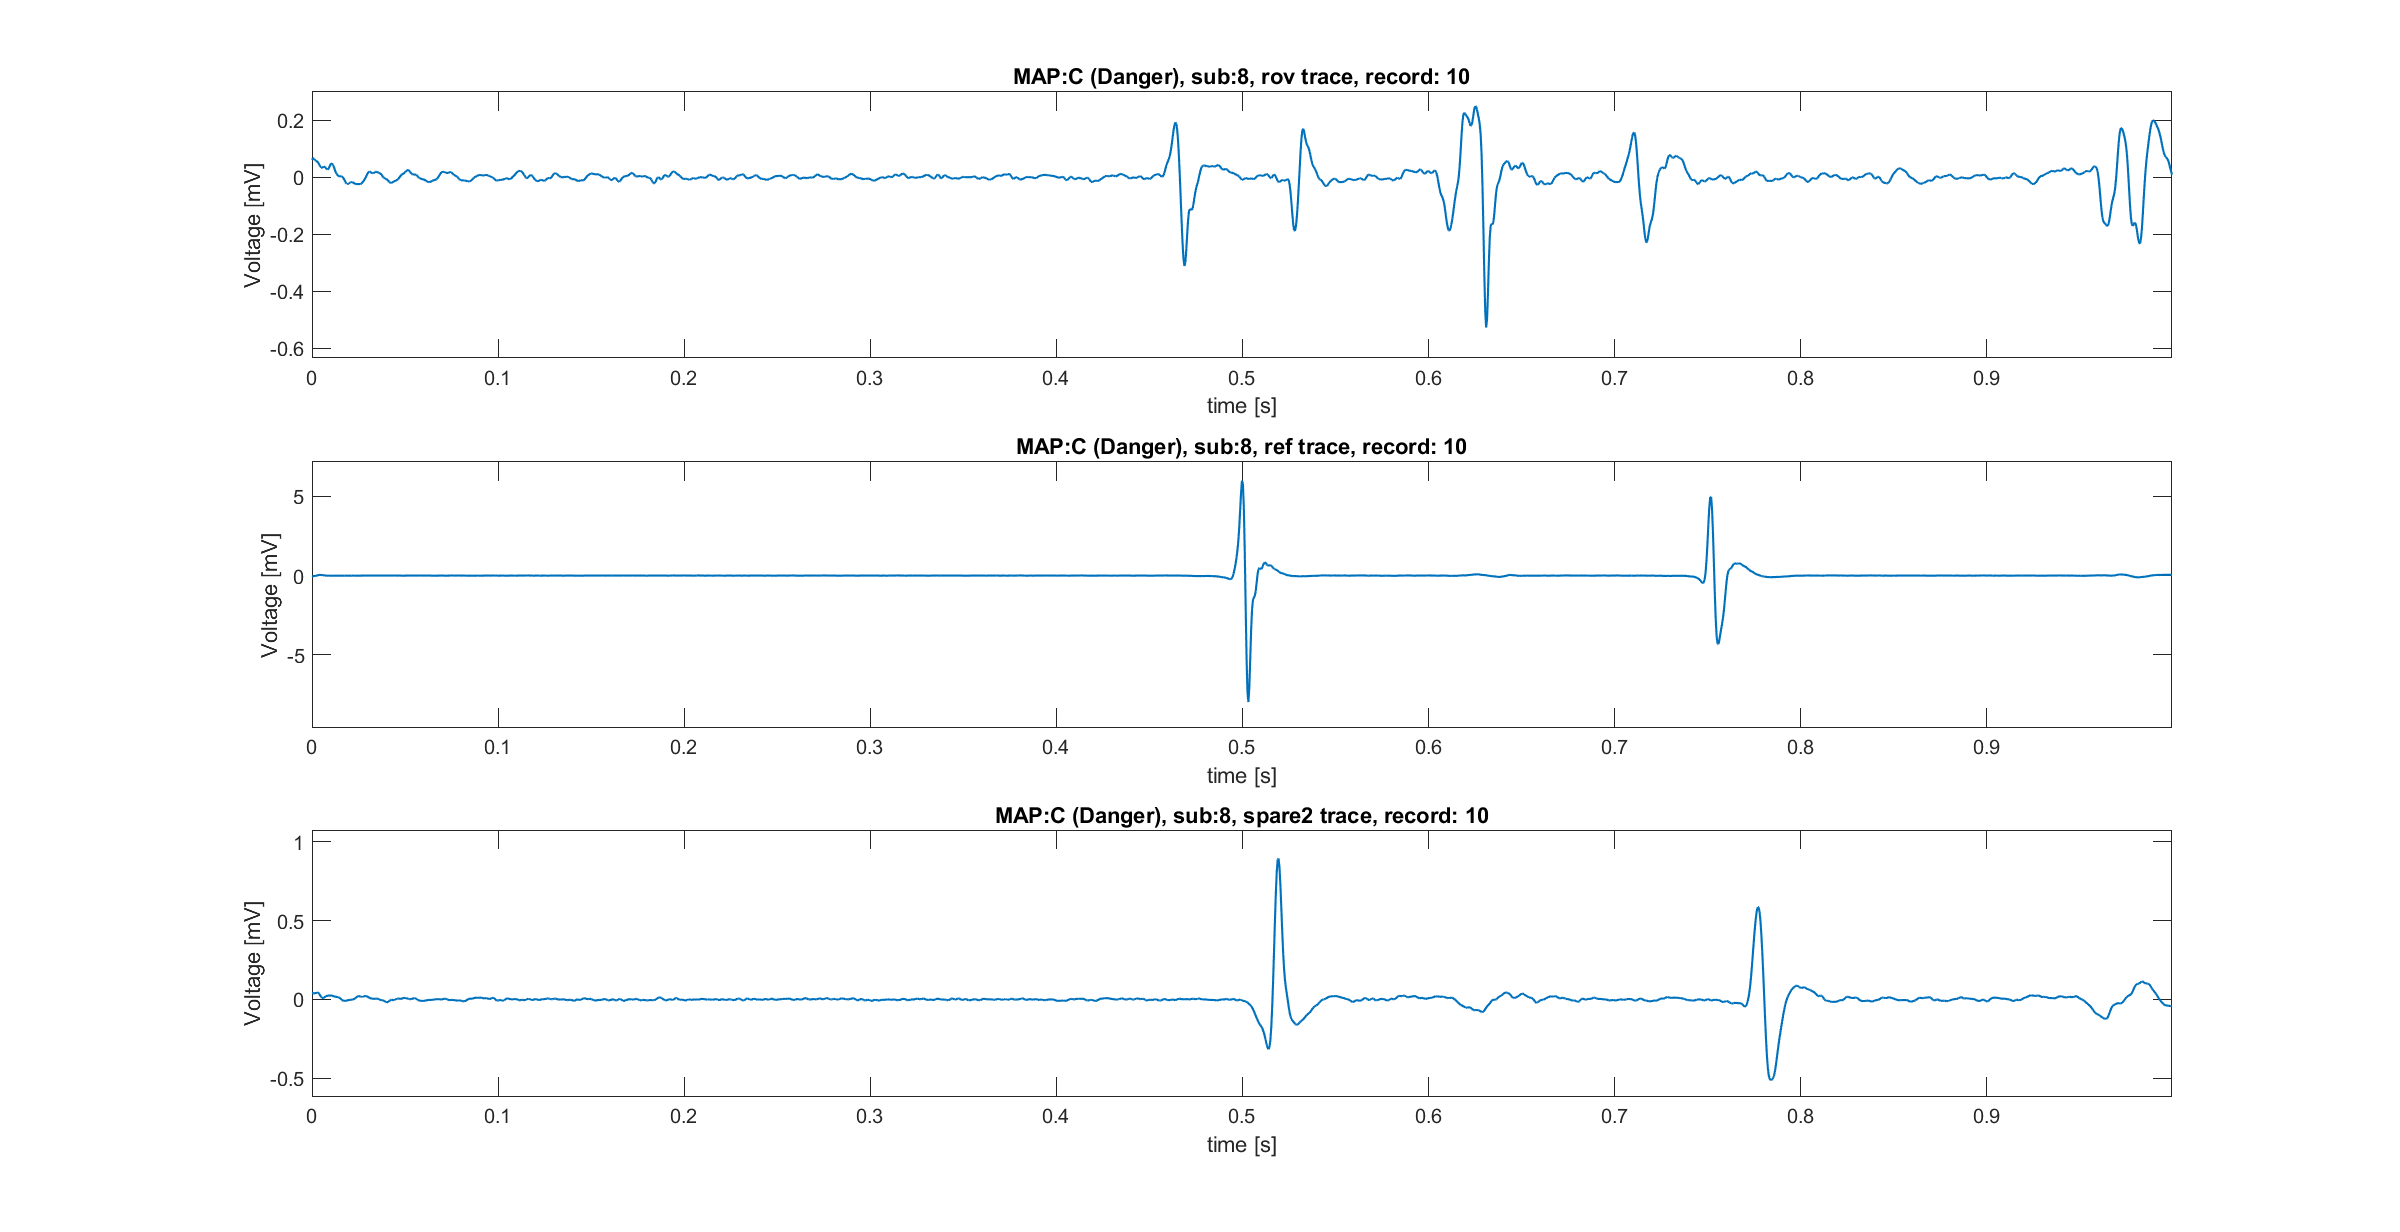 MAP:C (Danger), sub:8, rov trace, record: 10
Voltage [mV]
0.2
0
-0.2
-0.4
-0.6
0 0.1 0.2 0.3 0.4 0.5 0.6 0.7 0.8 0.9
time [s]
MAP:C (Danger), sub:8, ref trace, record: 10
Voltage [mV]
5
0
-5
0 0.1 0.2 0.3 0.4 0.5 0.6 0.7 0.8 0.9
time [s]
MAP:C (Danger), sub:8, spare2 trace, record: 10
Voltage [mV]
1
0.5
0
-0.5
0 0.1 0.2 0.3 0.4 0.5 0.6 0.7 0.8 0.9
time [s]